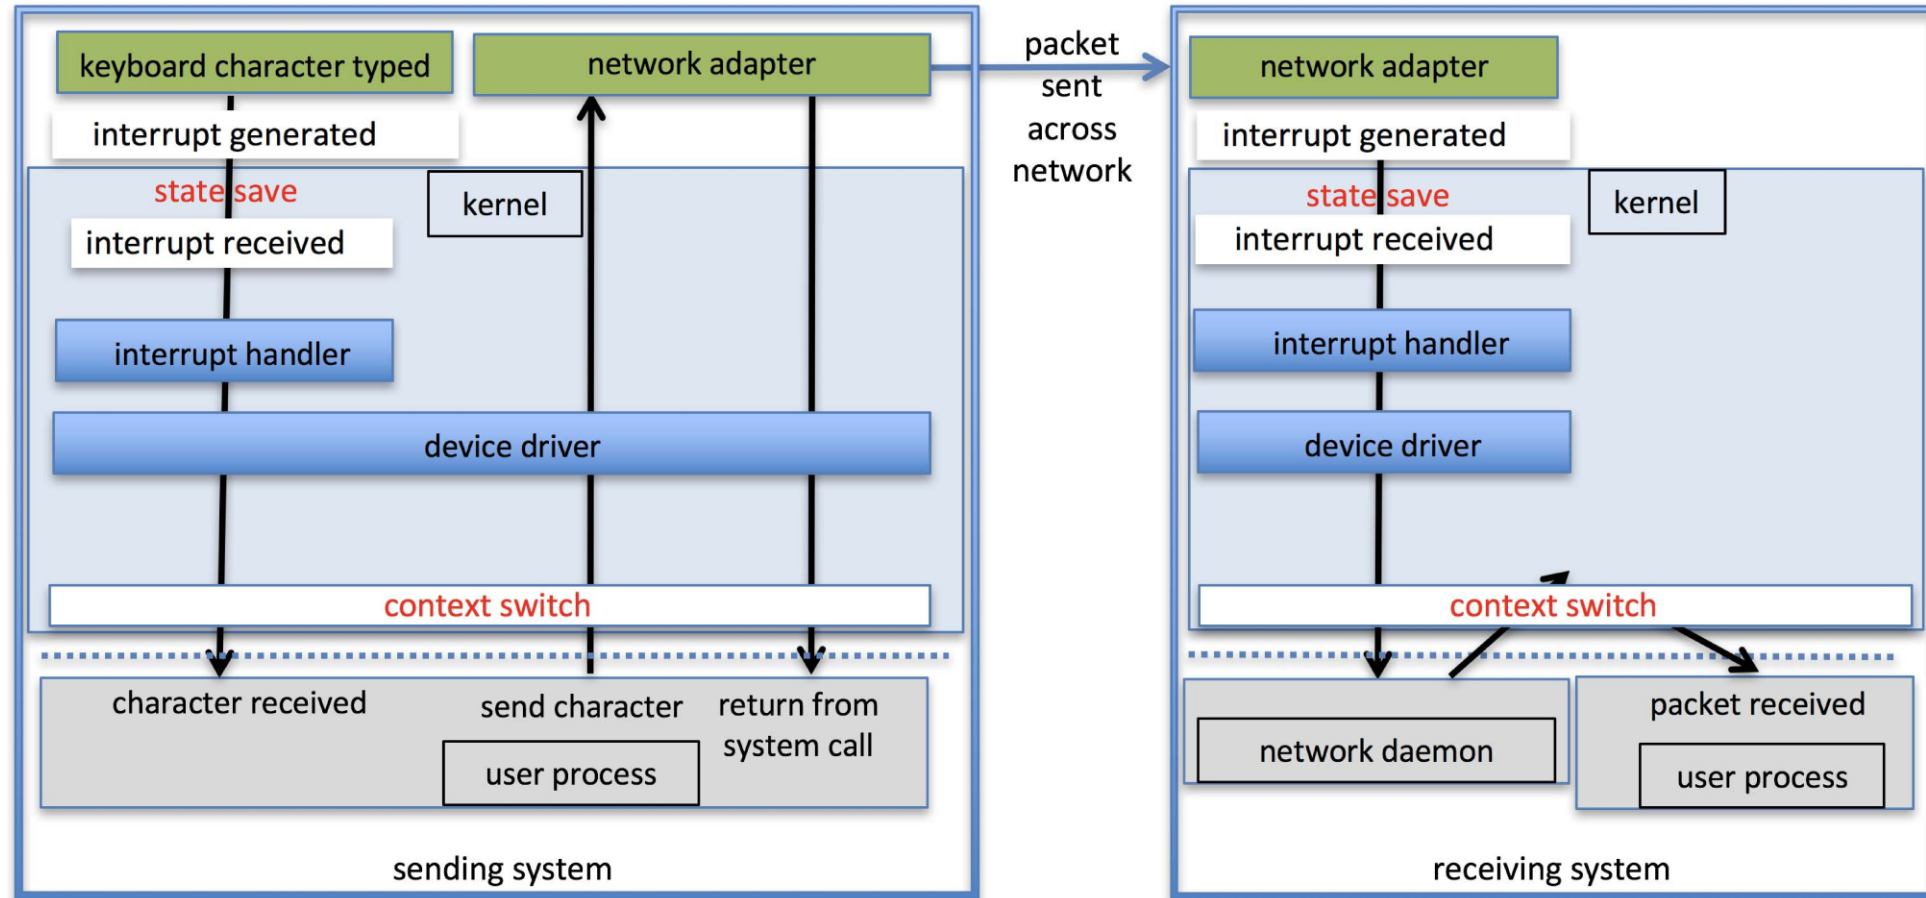 keyboard character typed
network adapter
interrupt generated
state save
kernel
interrupt received
interrupt handler
device driver
context switch
character received
send character
return from
system call
user process
sending system
packet
sent
across
network
network adapter
interrupt generated
state save
kernel
interrupt received
interrupt handler
device driver
context switch
network daemon
packet received
user process
receiving system